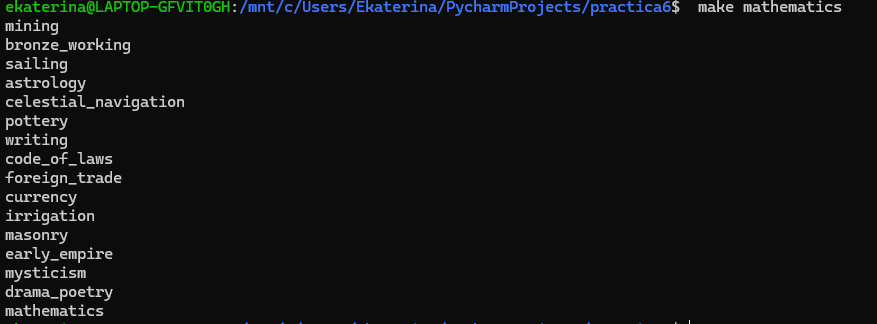 ekaterina@LAPTOP-GFVIT0GH:/mnt/c/Users/Ekaterina/PycharmProjects/practica6$  make mathematics
mining
bronze_working
sailing
astrology
celestial_navigation
pottery
writing
code_of_laws
foreign_trade
currency
irrigation
masonry
early_empire
mysticism
drama_poetry
mathematics